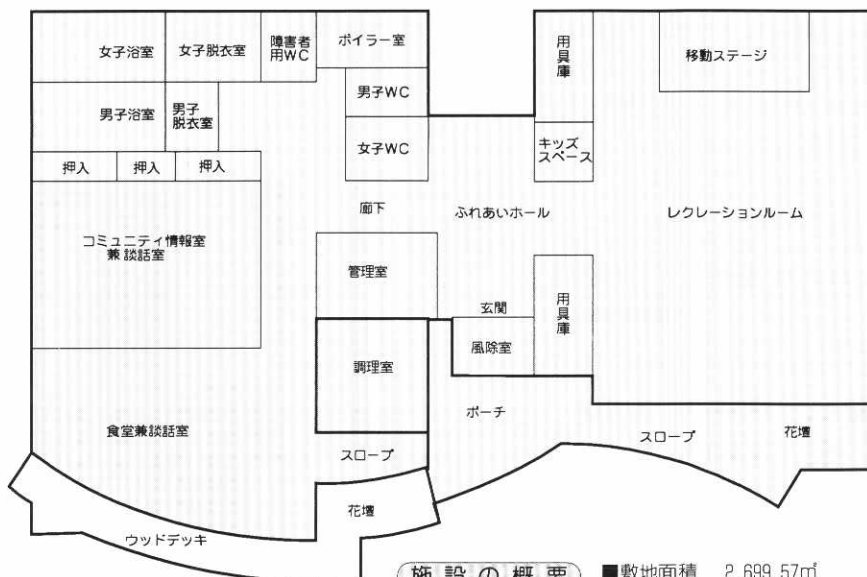 女子浴室
女子脱衣室
障害者
用WC
ボイラー室
用具庫
移動ステージ
男子浴室
男子
脱衣室
男子WC
女子WC
キッズ
スペース
押入
押入
押入
廊下
ふれあいホール
レクレーションルーム
コミュニティ情報室
兼談話室
管理室
玄関
用具庫
風除室
調理室
食堂兼談話室
ポーチ
スロープ
スロープ
花壇
花壇
ウッドデッキ
施設の概要
■敷地面積 2,699.57㎡